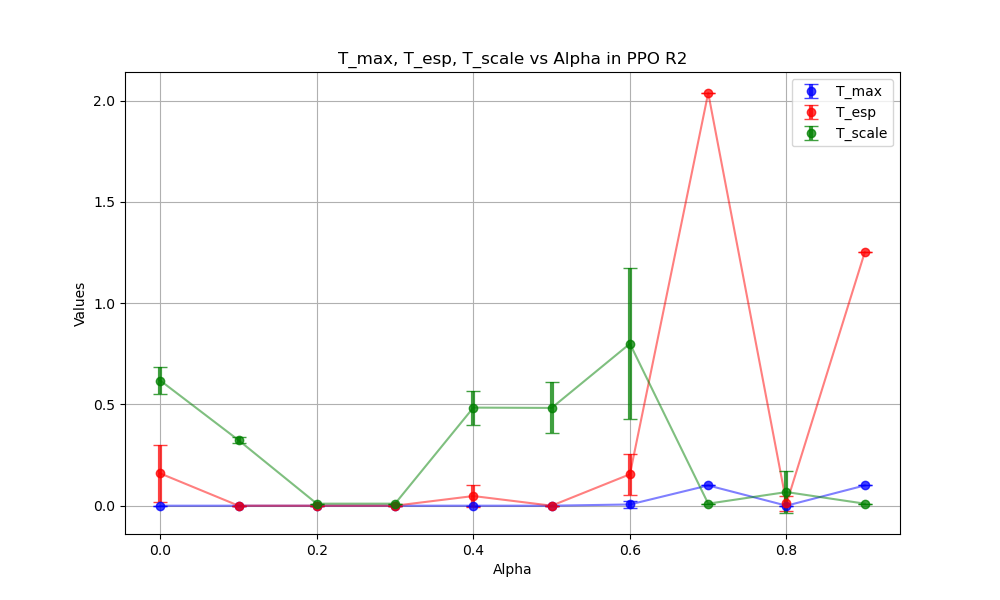 T_max, T_esp, T_scale vs Alpha in PPO R2
T_max
T_esp
T_scale
2.0
1.5
1.0
0.5
0.0
Values
0.0 0.2 0.4 0.6 0.8
Alpha